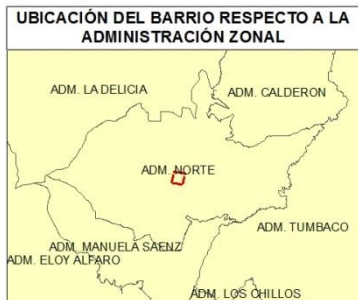 UBICACIÓN DEL BARRIO RESPECTO A LA
ADMINISTRACIÓN ZONAL
ADM. LA DELICIA
ADM. CALDERON
ADM. NORTE
ADM. TUMBACO
ADM. MANUELA SAENZ
ADM. ELOY ALFARO
ADM. LOS CHILLOS